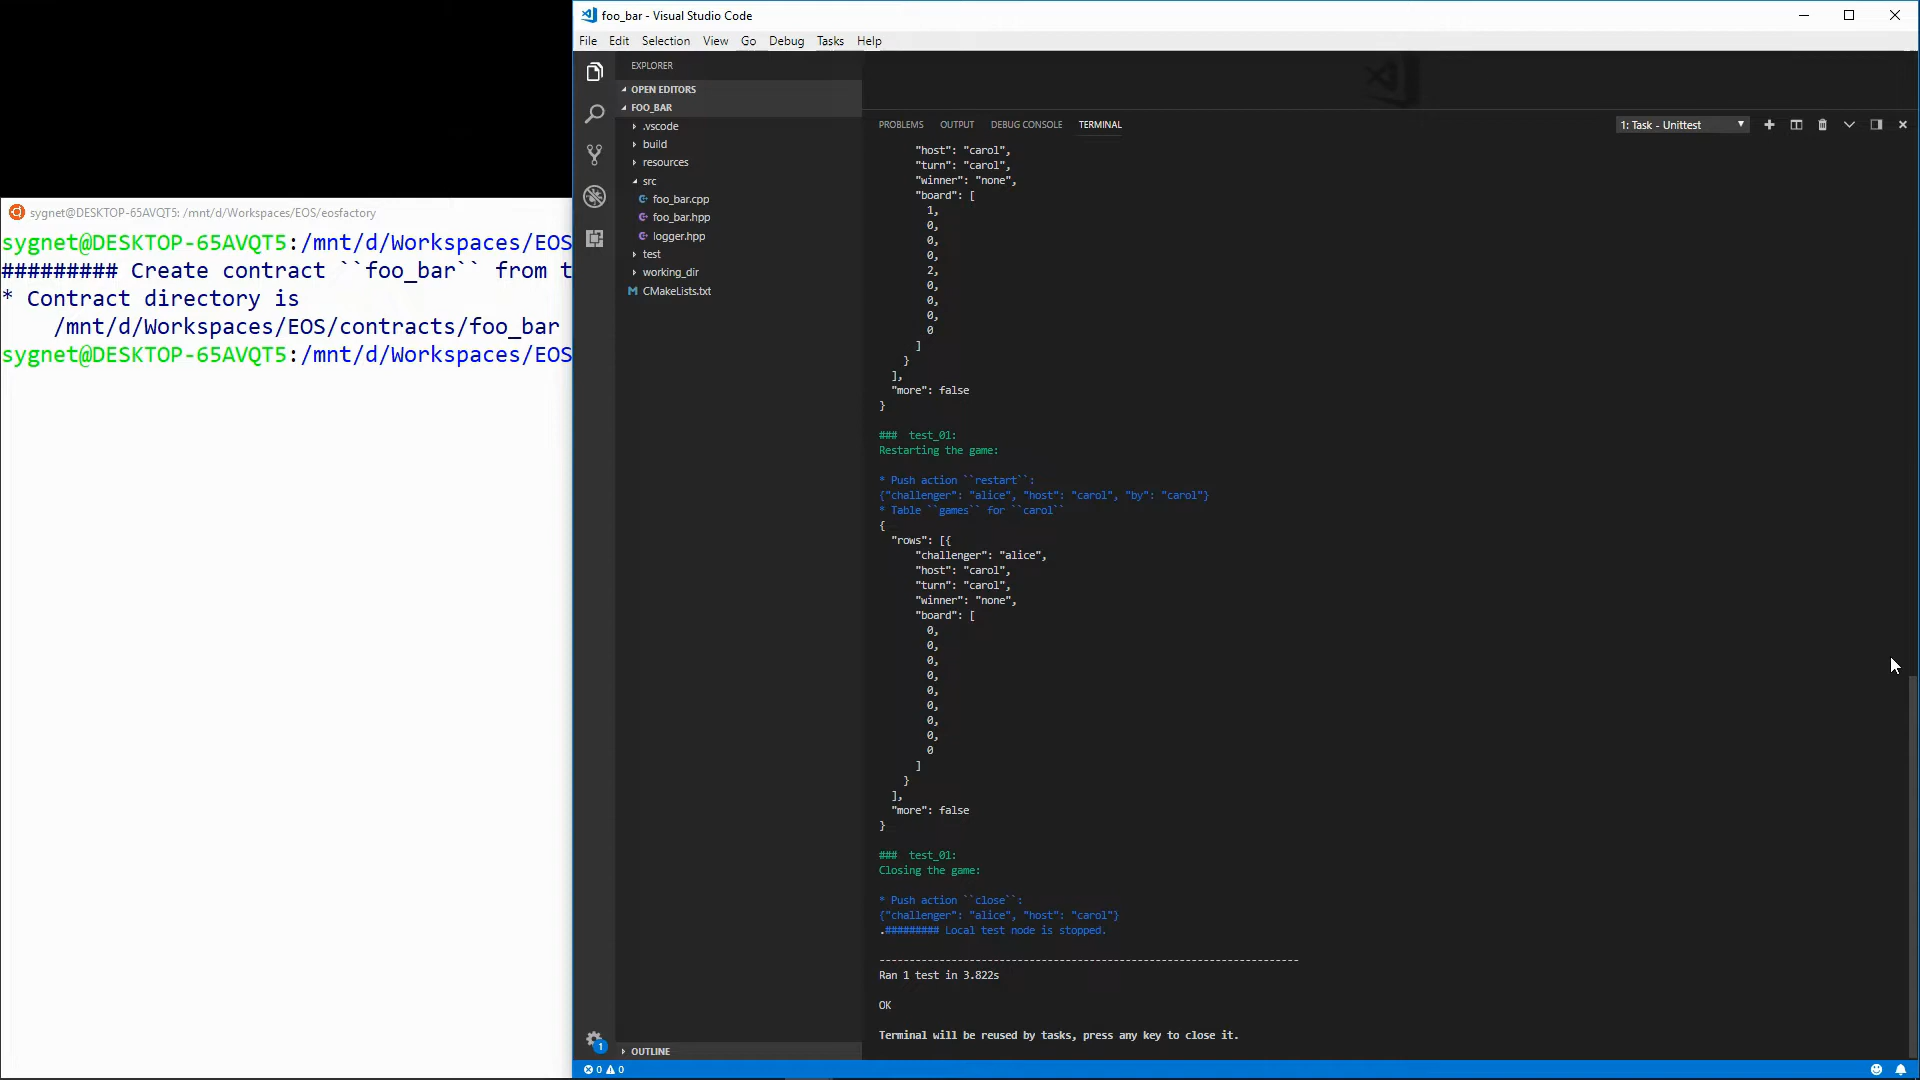 foo_bar - Visual Studio Code
File Edit Selection View Go Debug Tasks Help
EXPLORER
OPEN EDITORS
FOO_BAR
.vscode
build
resources
src
foo_bar.cpp
foo_bar.hpp
logger.hpp
test
working_dir
CMakeLists.txt
OUTLINE
1
0 0
sygnet@DESKTOP-65AVQT5: /mnt/d/Workspaces/EOS/eosfactory
sygnet@DESKTOP-65AVQT5:/mnt/d/Workspaces/EOS
######### Create contract ``foo_bar`` from t
* Contract directory is
/mnt/d/Workspaces/EOS/contracts/foo_bar
sygnet@DESKTOP-65AVQT5:/mnt/d/Workspaces/EOS
PROBLEMS OUTPUT DEBUG CONSOLE TERMINAL
1: Task - Unittest
"host": "carol",
"turn": "carol",
"winner": "none",
"board": [
1,
0,
0,
0,
2,
0,
0,
0,
0
]
}
],
"more": false
}
### test_01:
Restarting the game:
* Push action ``restart``:
{"challenger": "alice", "host": "carol", "by": "carol"}
* Table ``games`` for ``carol``
{
"rows": [{
"challenger": "alice",
"host": "carol",
"turn": "carol",
"winner": "none",
"board": [
0,
0,
0,
0,
0,
0,
0,
0,
0
]
}
],
"more": false
}
### test_01:
Closing the game:
* Push action ``close``:
{"challenger": "alice", "host": "carol"}
.######### Local test node is stopped.
----------------------------------------------------------------------
Ran 1 test in 3.822s
OK
Terminal will be reused by tasks, press any key to close it.